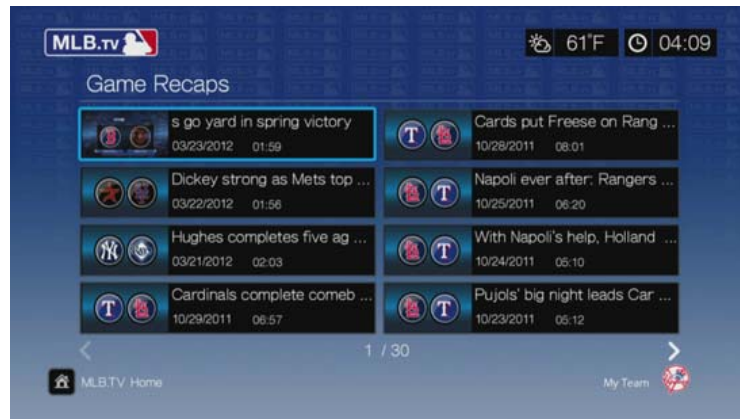 MLB.TV
61°F
04:09
Game Recaps
s go yard in spring victory
03/23/2012 01:59
Dickey strong as Mets top ...
03/22/2012 01:56
Hughes completes five ag ...
03/21/2012 02:03
Cardinals complete comeb ...
10/29/2011 06:57
Cards put Freese on Rang ...
10/28/2011 08:01
Napoli ever after: Rangers ...
10/25/2011 06:20
With Napoli's help, Holland ...
10/24/2011 05:10
Pujols' big night leads Car ...
10/23/2011 05:12
1 / 30
MLB.TV Home
My Team